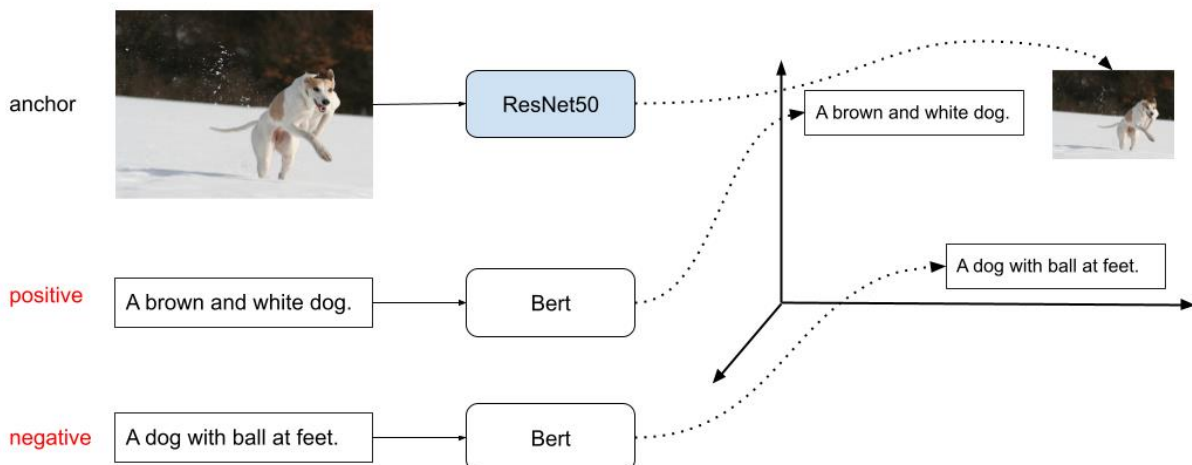 anchor
ResNet50
A brown and white dog.
positive
A brown and white dog.
Bert
A dog with ball at feet.
negative
A dog with ball at feet.
Bert